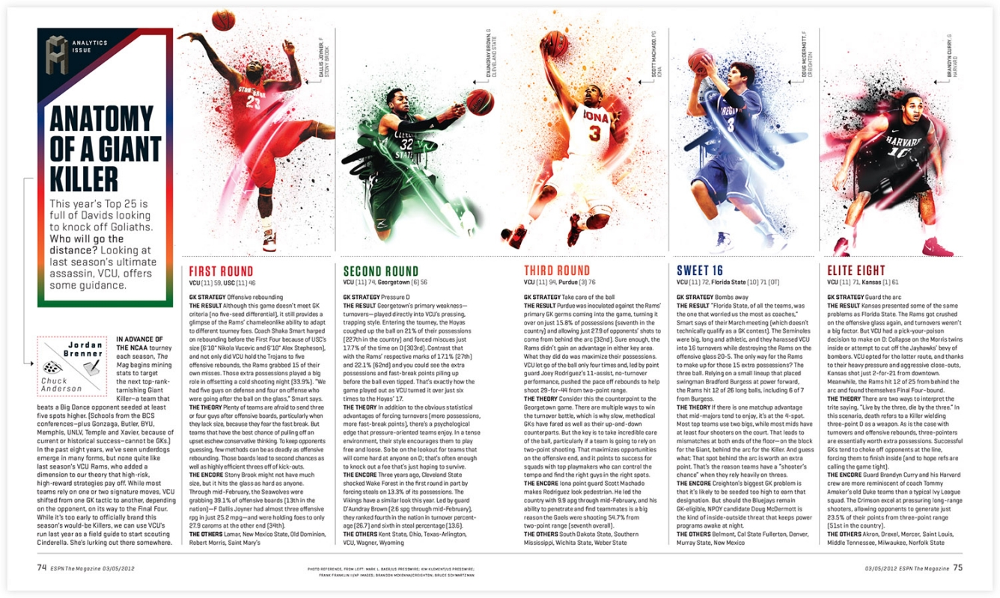 ANALYTICS
ISSUE
ANATOMY
OF A GIANT
KILLER
This year's Top 25 is
full of Davids looking
to knock off Goliaths.
Who will go the
distance? Looking at
last season's ultimate
assassin, VCU, offers
some guidance.
Jordan
Brenner
Chuck
Anderson
IN ADVANCE OF
THE NCAA tourney
each season, The
Mag begins mining
stats to target
the next top-rank-
tarnishing Giant
Killer—a team that
beats a Big Dance opponent seeded at least
five spots higher. (Schools from the BCS
conferences—plus Gonzaga, Butler, BYU,
Memphis, UNLV, Temple and Xavier, because of
current or historical success—cannot be GKs.)
In the past eight years, we've seen underdogs
emerge in many forms, but none quite like
last season's VCU Rams, who added a
dimension to our theory that high-risk,
high-reward strategies pay off. While most
teams rely on one or two signature moves, VCU
shifted from one GK tactic to another, depending
on the opponent, on its way to the Final Four.
While it's too early to officially brand this
season's would-be Killers, we can use VCU's
run last year as a field guide to start scouting
Cinderella. She's lurking out there somewhere.
DALLIS JOYNER, F
STONY BROOK
STONY BROOK
23
FIRST ROUND
VCU (11) 59, USC (11) 46
GK STRATEGY Offensive rebounding
THE RESULT Although this game doesn't meet GK
criteria (no five-seed differential), it still provides a
glimpse of the Rams' chameleonlike ability to adapt
to different tourney foes. Coach Shaka Smart harped
on rebounding before the First Four because of USC's
size (6'10" Nikola Vucevic and 6'10" Alex Stepheson),
and not only did VCU hold the Trojans to five
offensive rebounds, the Rams grabbed 15 of their
own misses. Those extra possessions played a big
role in offsetting a cold shooting night (33.9%). "We
had five guys on defense and four on offense who
were going after the ball on the glass," Smart says.
THE THEORY Plenty of teams are afraid to send three
or four guys after offensive boards, particularly when
they lack size, because they fear the fast break. But
teams that have the best chance of pulling off an
upset eschew conservative thinking. To keep opponents
guessing, few methods can be as deadly as offensive
rebounding. Those boards lead to second chances as
well as highly efficient threes off of kick-outs.
THE ENCORE Stony Brook might not have much
size, but it hits the glass as hard as anyone.
Through mid-February, the Seawolves were
grabbing 39.1% of offensive boards (13th in the
nation)—F Dallis Joyner had almost three offensive
rpg in just 25.2 mpg—and were holding foes to only
27.9 caroms at the other end (34th).
THE OTHERS Lamar, New Mexico State, Old Dominion,
Robert Morris, Saint Mary's
D'AUNDRAY BROWN, G
CLEVELAND STATE
32
STATE
SECOND ROUND
VCU (11) 74, Georgetown (6) 56
GK STRATEGY Pressure D
THE RESULT Georgetown's primary weakness—
turnovers—played directly into VCU's pressing,
trapping style. Entering the tourney, the Hoyas
coughed up the ball on 21% of their possessions
(227th in the country) and forced miscues just
17.7% of the time on D (303rd). Contrast that
with the Rams' respective marks of 17.1% (27th)
and 22.1% (62nd) and you could see the extra
possessions and fast-break points piling up
before the ball even tipped. That's exactly how the
game played out as VCU turned it over just six
times to the Hoyas' 17.
THE THEORY In addition to the obvious statistical
advantages of forcing turnovers (more possessions,
more fast-break points), there's a psychological
edge that pressure-oriented teams enjoy. In a tense
environment, their style encourages them to play
free and loose. So be on the lookout for teams that
will come hard at anyone on D; that's often enough
to knock out a foe that's just hoping to survive.
THE ENCORE Three years ago, Cleveland State
shocked Wake Forest in the first round in part by
forcing steals on 13.3% of its possessions. The
Vikings have a similar look this year. Led by guard
D'Aundray Brown (2.6 spg through mid-February),
they ranked fourth in the nation in turnover percent-
age (26.7) and sixth in steal percentage (13.6).
THE OTHERS Kent State, Ohio, Texas-Arlington,
VCU, Wagner, Wyoming
SCOTT MACHADO, PG
IONA
IONA
3
THIRD ROUND
VCU (11) 94, Purdue (3) 76
GK STRATEGY Take care of the ball
THE RESULT Purdue was inoculated against the Rams'
primary GK germs coming into the game, turning it
over on just 15.8% of possessions (seventh in the
country) and allowing just 27.9 of opponents' shots to
come from behind the arc (32nd). Sure enough, the
Rams didn't gain an advantage in either key area.
What they did do was maximize their possessions.
VCU let go of the ball only four times and, led by point
guard Joey Rodriguez's 11-assist, no-turnover
performance, pushed the pace off rebounds to help
shoot 29-for-44 from two-point range.
THE THEORY Consider this the counterpoint to the
Georgetown game. There are multiple ways to win
the turnover battle, which is why slow, methodical
GKs have fared as well as their up-and-down
counterparts. But the key is to take incredible care
of the ball, particularly if a team is going to rely on
two-point shooting. That maximizes opportunities
on the offensive end, and it points to success for
squads with top playmakers who can control the
tempo and find the right guys in the right spots.
THE ENCORE Iona point guard Scott Machado
makes Rodriguez look pedestrian. He led the
country with 9.9 apg through mid-February, and his
ability to penetrate and find teammates is a big
reason the Gaels were shooting 54.7% from
two-point range (seventh overall).
THE OTHERS South Dakota State, Southern
Mississippi, Wichita State, Weber State
DOUG MCDERMOTT, F
CREIGHTON
3
SWEET 16
VCU (11) 72, Florida State (10) 71 (OT)
GK STRATEGY Bombs away
THE RESULT "Florida State, of all the teams, was
the one that worried us the most as coaches,"
Smart says of their March meeting (which doesn't
technically qualify as a GK contest). The Seminoles
were big, long and athletic, and they harassed VCU
into 16 turnovers while destroying the Rams on the
offensive glass 20-5. The only way for the Rams
to make up for those 15 extra possessions? The
three ball. Relying on a small lineup that placed
swingman Bradford Burgess at power forward,
the Rams hit 12 of 26 long balls, including 6 of 7
from Burgess.
THE THEORY If there is one matchup advantage
that mid-majors tend to enjoy, it's at the 4-spot.
Most top teams use two bigs, while most mids have
at least four shooters on the court. That leads to
mismatches at both ends of the floor—on the block
for the Giant, behind the arc for the Killer. And guess
what: That spot behind the arc is worth an extra
point. That's the reason teams have a "shooter's
chance" when they rely heavily on threes.
THE ENCORE Creighton's biggest GK problem is
that it's likely to be seeded too high to earn that
designation. But should the Bluejays remain
GK-eligible, NPOY candidate Doug McDermott is
the kind of inside-outside threat that keeps power
programs awake at night.
THE OTHERS Belmont, Cal State Fullerton, Denver,
Murray State, New Mexico
BRANDYN CURRY, G
HARVARD
HARVARD
10
ELITE EIGHT
VCU (11) 71, Kansas (1) 61
GK STRATEGY Guard the arc
THE RESULT Kansas presented some of the same
problems as Florida State. The Rams got crushed
on the offensive glass again, and turnovers weren't
a big factor. But VCU had a pick-your-poison
decision to make on D: Collapse on the Morris twins
inside or attempt to cut off the Jayhawks' bevy of
bombers. VCU opted for the latter route, and thanks
to their heavy pressure and aggressive close-outs,
Kansas shot just 2-for-21 from downtown.
Meanwhile, the Rams hit 12 of 25 from behind the
arc and found themselves Final Four-bound.
THE THEORY There are two ways to interpret the
trite saying, "Live by the three, die by the three." In
this scenario, death refers to a Killer wielding
three-point D as a weapon. As is the case with
turnovers and offensive rebounds, three-pointers
are essentially worth extra possessions. Successful
GKs tend to choke off opponents at the line,
forcing them to finish inside (and to hope refs are
calling the game tight).
THE ENCORE Guard Brandyn Curry and his Harvard
crew are more reminiscent of coach Tommy
Amaker's old Duke teams than a typical Ivy League
squad. The Crimson excel at pressuring long-range
shooters, allowing opponents to generate just
23.5% of their points from three-point range
(51st in the country).
THE OTHERS Akron, Drexel, Mercer, Saint Louis,
Middle Tennessee, Milwaukee, Norfolk State
74 ESPN The Magazine 03/05/2012
PHOTO REFERENCE, FROM LEFT: MARK L. BAER/US PRESSWIRE; KIM KLEMENT/US PRESSWIRE;
FRANK FRANKLIN II/AP IMAGES; BRANSON MCKENNA/CREIGHTON; BRUCE SCHWARTZMAN
03/05/2012 ESPN The Magazine 75